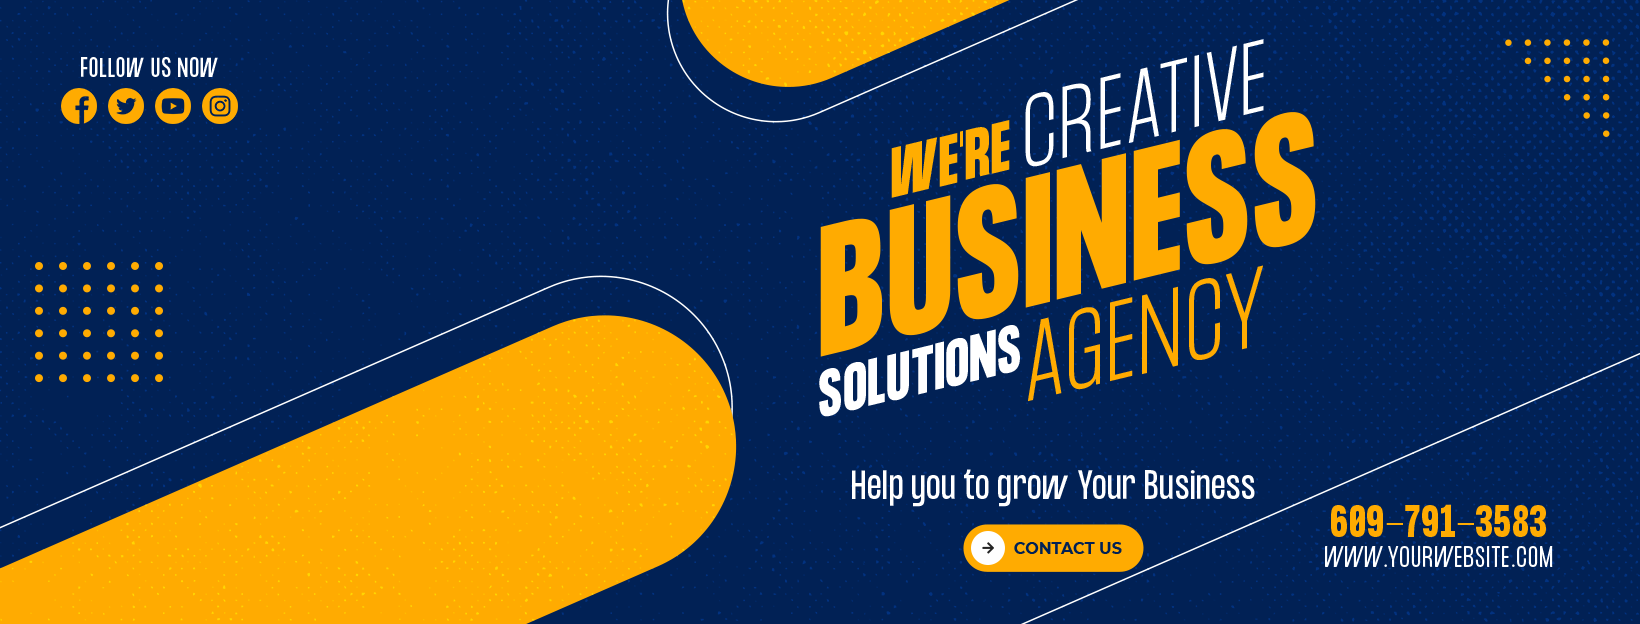 FOLLOW US NOW
WE'RE CREATIVE
BUSINESS
SOLUTIONS AGENCY
Help you to grow Your Business
CONTACT US
609-791-3583
WWW.YOURWEBSITE.COM